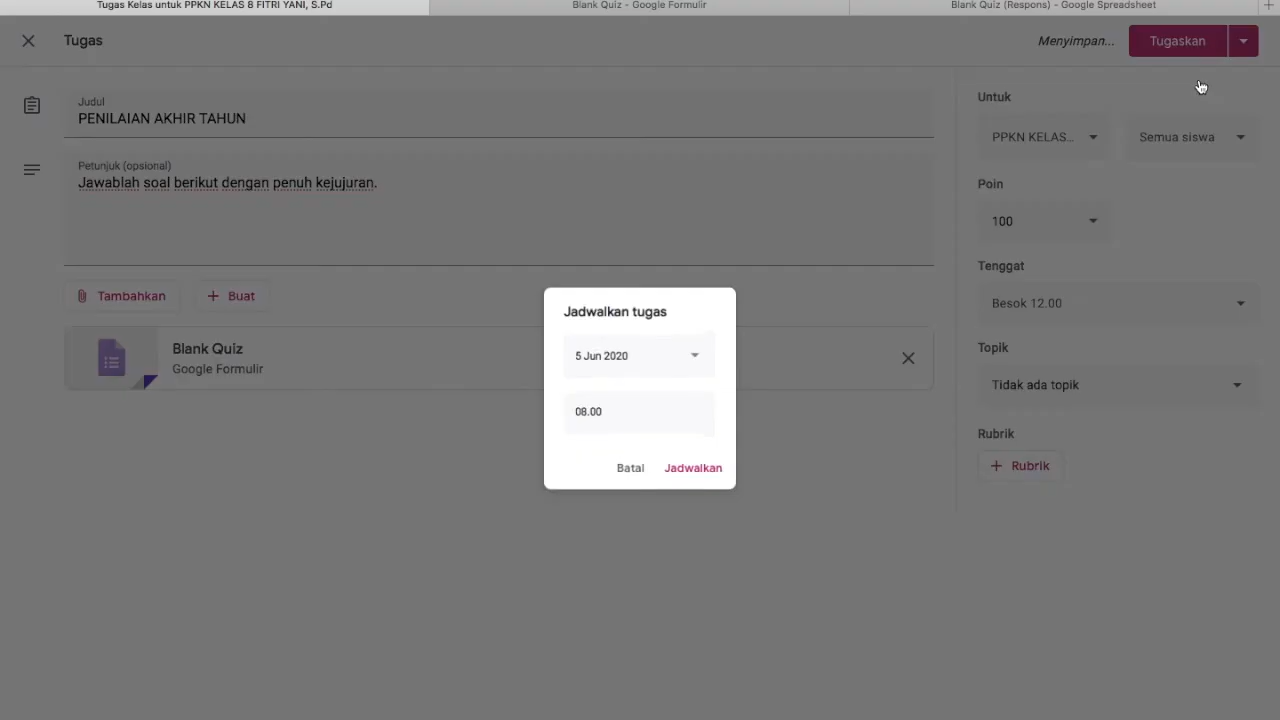 Tugas Kelas untuk PPKN KELAS 8 FITRI YANI, S.Pd
Blank Quiz - Google Formulir
Blank Quiz (Respons) - Google Spreadsheet
Tugas
Menyimpan...
Tugaskan
Judul
PENILAIAN AKHIR TAHUN
Petunjuk (opsional)
Jawablah soal berikut dengan penuh kejujuran.
Tambahkan
Buat
Blank Quiz
Google Formulir
Jadwalkan tugas
5 Jun 2020
08.00
Batal
Jadwalkan
Untuk
PPKN KELAS...
Semua siswa
Poin
100
Tenggat
Besok 12.00
Topik
Tidak ada topik
Rubrik
Rubrik